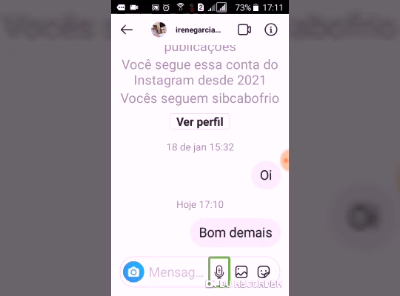 73% 17:11
irenegarcia...
publicações
Você segue essa conta do
Instagram desde 2021
Vocês seguem sibcabofrio
Ver perfil
18 de jan 15:32
Oi
Hoje 17:10
Bom demais
Mensag...
RECORDER